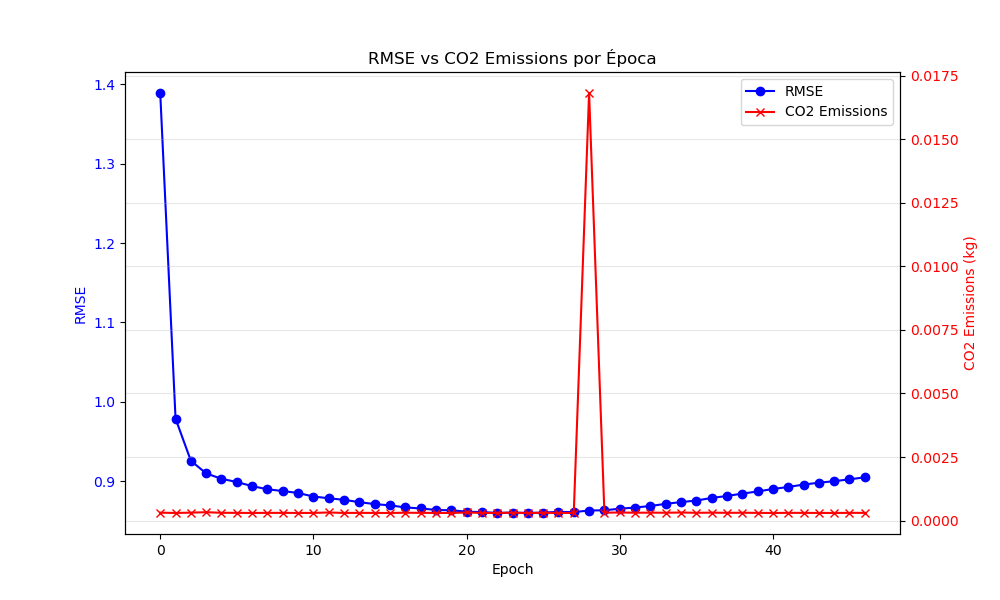 RMSE vs CO2 Emissions por Época
RMSE
CO2 Emissions
1.4
1.3
1.2
1.1
1.0
0.9
RMSE
0.0175
0.0150
0.0125
0.0100
0.0075
0.0050
0.0025
0.0000
CO2 Emissions (kg)
0 10 20 30 40
Epoch